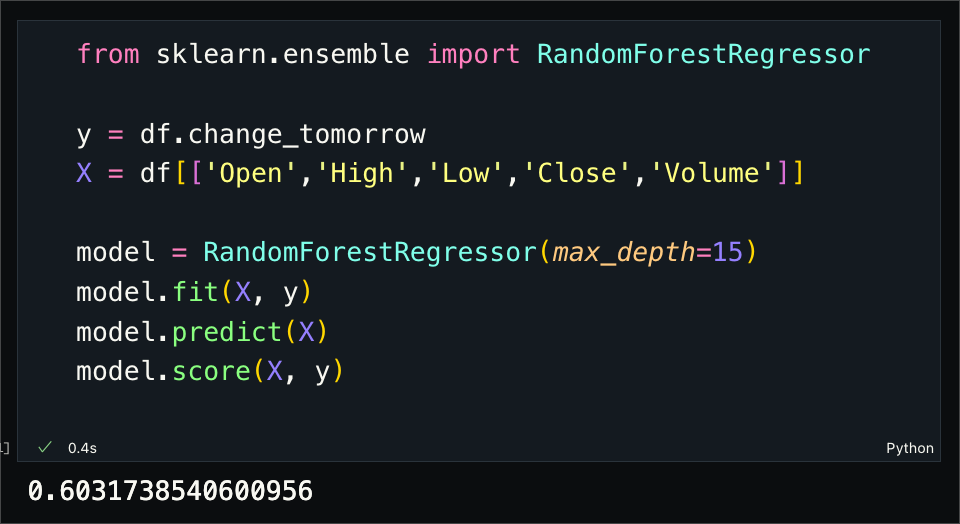 from sklearn.ensemble import RandomForestRegressor
y = df.change_tomorrow
X = df[['Open','High','Low','Close','Volume']]
model = RandomForestRegressor(max_depth=15)
model.fit(X, y)
model.predict(X)
model.score(X, y)
✓ 0.4s Python
0.6031738540600956